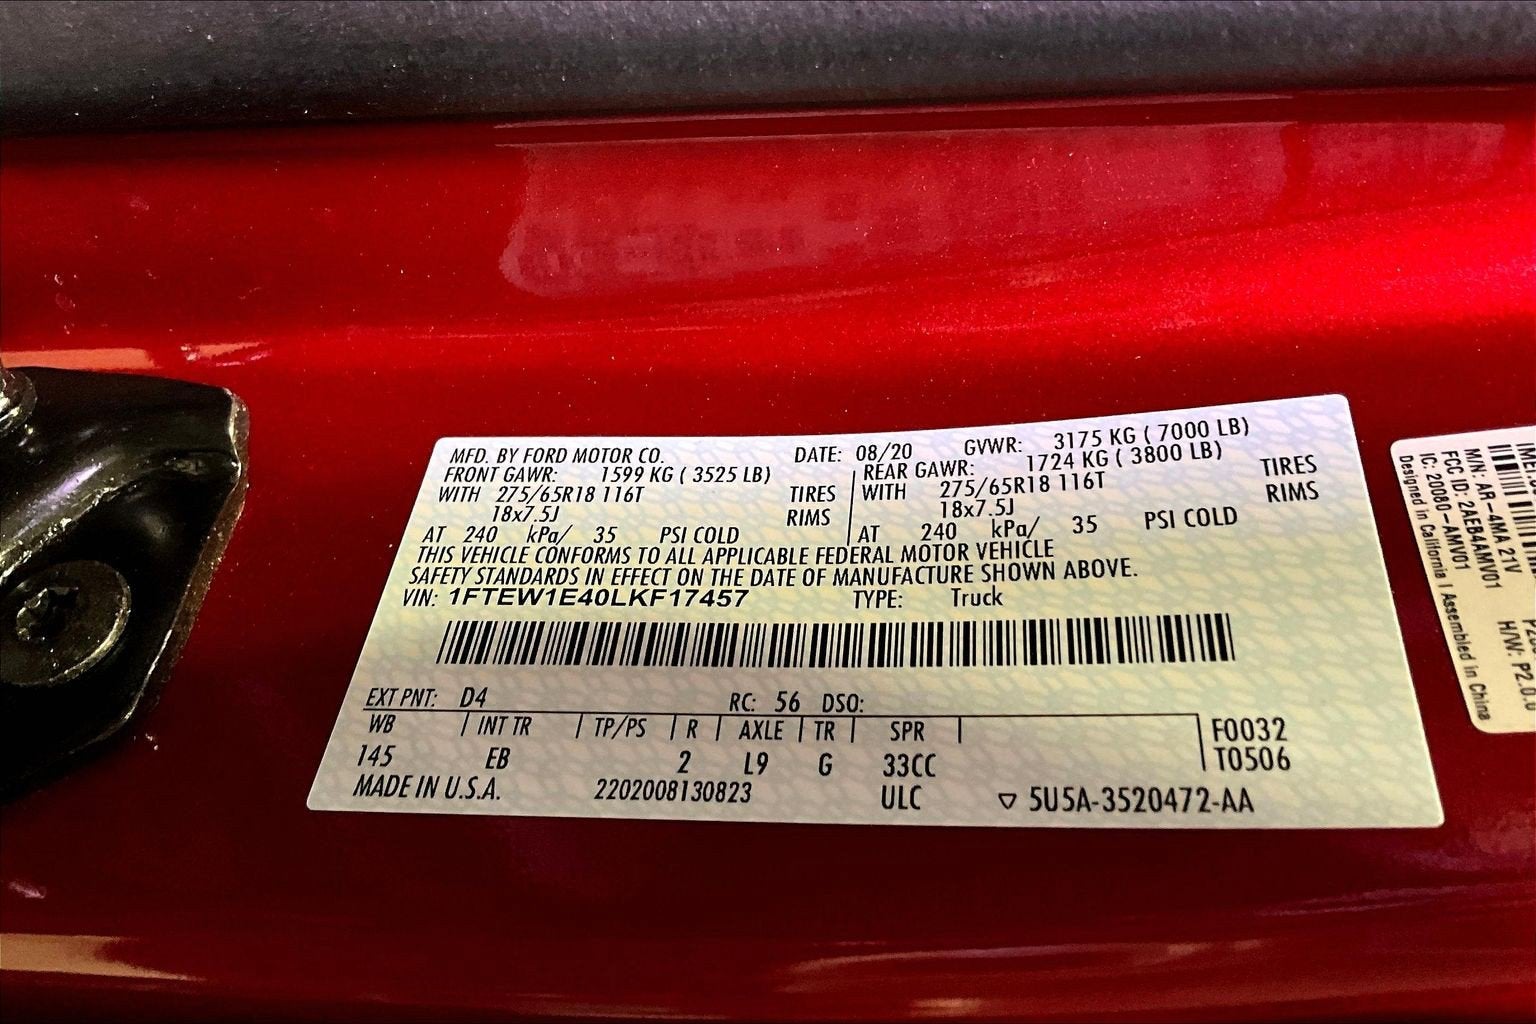 MFD. BY FORD MOTOR CO. DATE: 08/20 GVWR: 3175 KG ( 7000 LB)
FRONT GAWR: 1599 KG ( 3525 LB) REAR GAWR: 1724 KG ( 3800 LB)
WITH 275/65R18 116T TIRES WITH 275/65R18 116T TIRES
18x7.5J RIMS 18x7.5J RIMS
AT 240 kPa/ 35 PSI COLD AT 240 kPa/ 35 PSI COLD
THIS VEHICLE CONFORMS TO ALL APPLICABLE FEDERAL MOTOR VEHICLE
SAFETY STANDARDS IN EFFECT ON THE DATE OF MANUFACTURE SHOWN ABOVE.
VIN: 1FTEW1E40LKF17457 TYPE: Truck
EXT PNT: D4 RC: 56 DSO:
WB INT TR TP/PS R AXLE TR SPR F0032
145 EB 2 L9 G 33CC T0506
MADE IN U.S.A. 2202008130823 ULC ▽ 5U5A-3520472-AA
M/N: AR-4MA 21V
FCC ID: 2AEB4AMV01
IC: 20080-AMV01 H/W: P2.0.0
Designed in California | Assembled in China